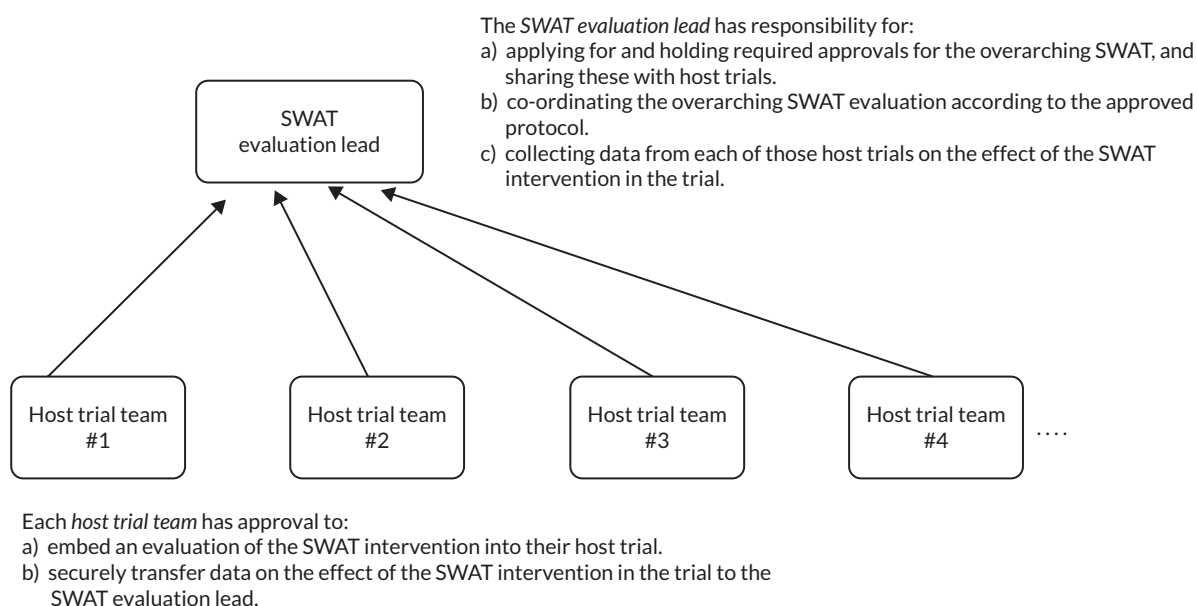 The SWAT evaluation lead has responsibility for:
a) applying for and holding required approvals for the overarching SWAT, and
sharing these with host trials.
b) co-ordinating the overarching SWAT evaluation according to the approved
protocol.
c) collecting data from each of those host trials on the effect of the SWAT
intervention in the trial.
SWAT
evaluation lead
Host trial team
#1
Host trial team
#2
Host trial team
#3
Host trial team
#4
....
Each host trial team has approval to:
a) embed an evaluation of the SWAT intervention into their host trial.
b) securely transfer data on the effect of the SWAT intervention in the trial to the
SWAT evaluation lead.